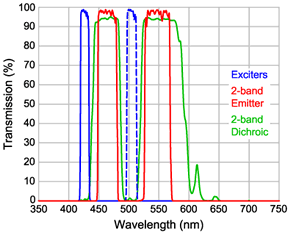 100
90
80
70
60
50
40
30
20
10
0
Transmission (%)
Exciters
2-band
Emitter
2-band
Dichroic
350 400 450 500 550 600 650 700 750
Wavelength (nm)